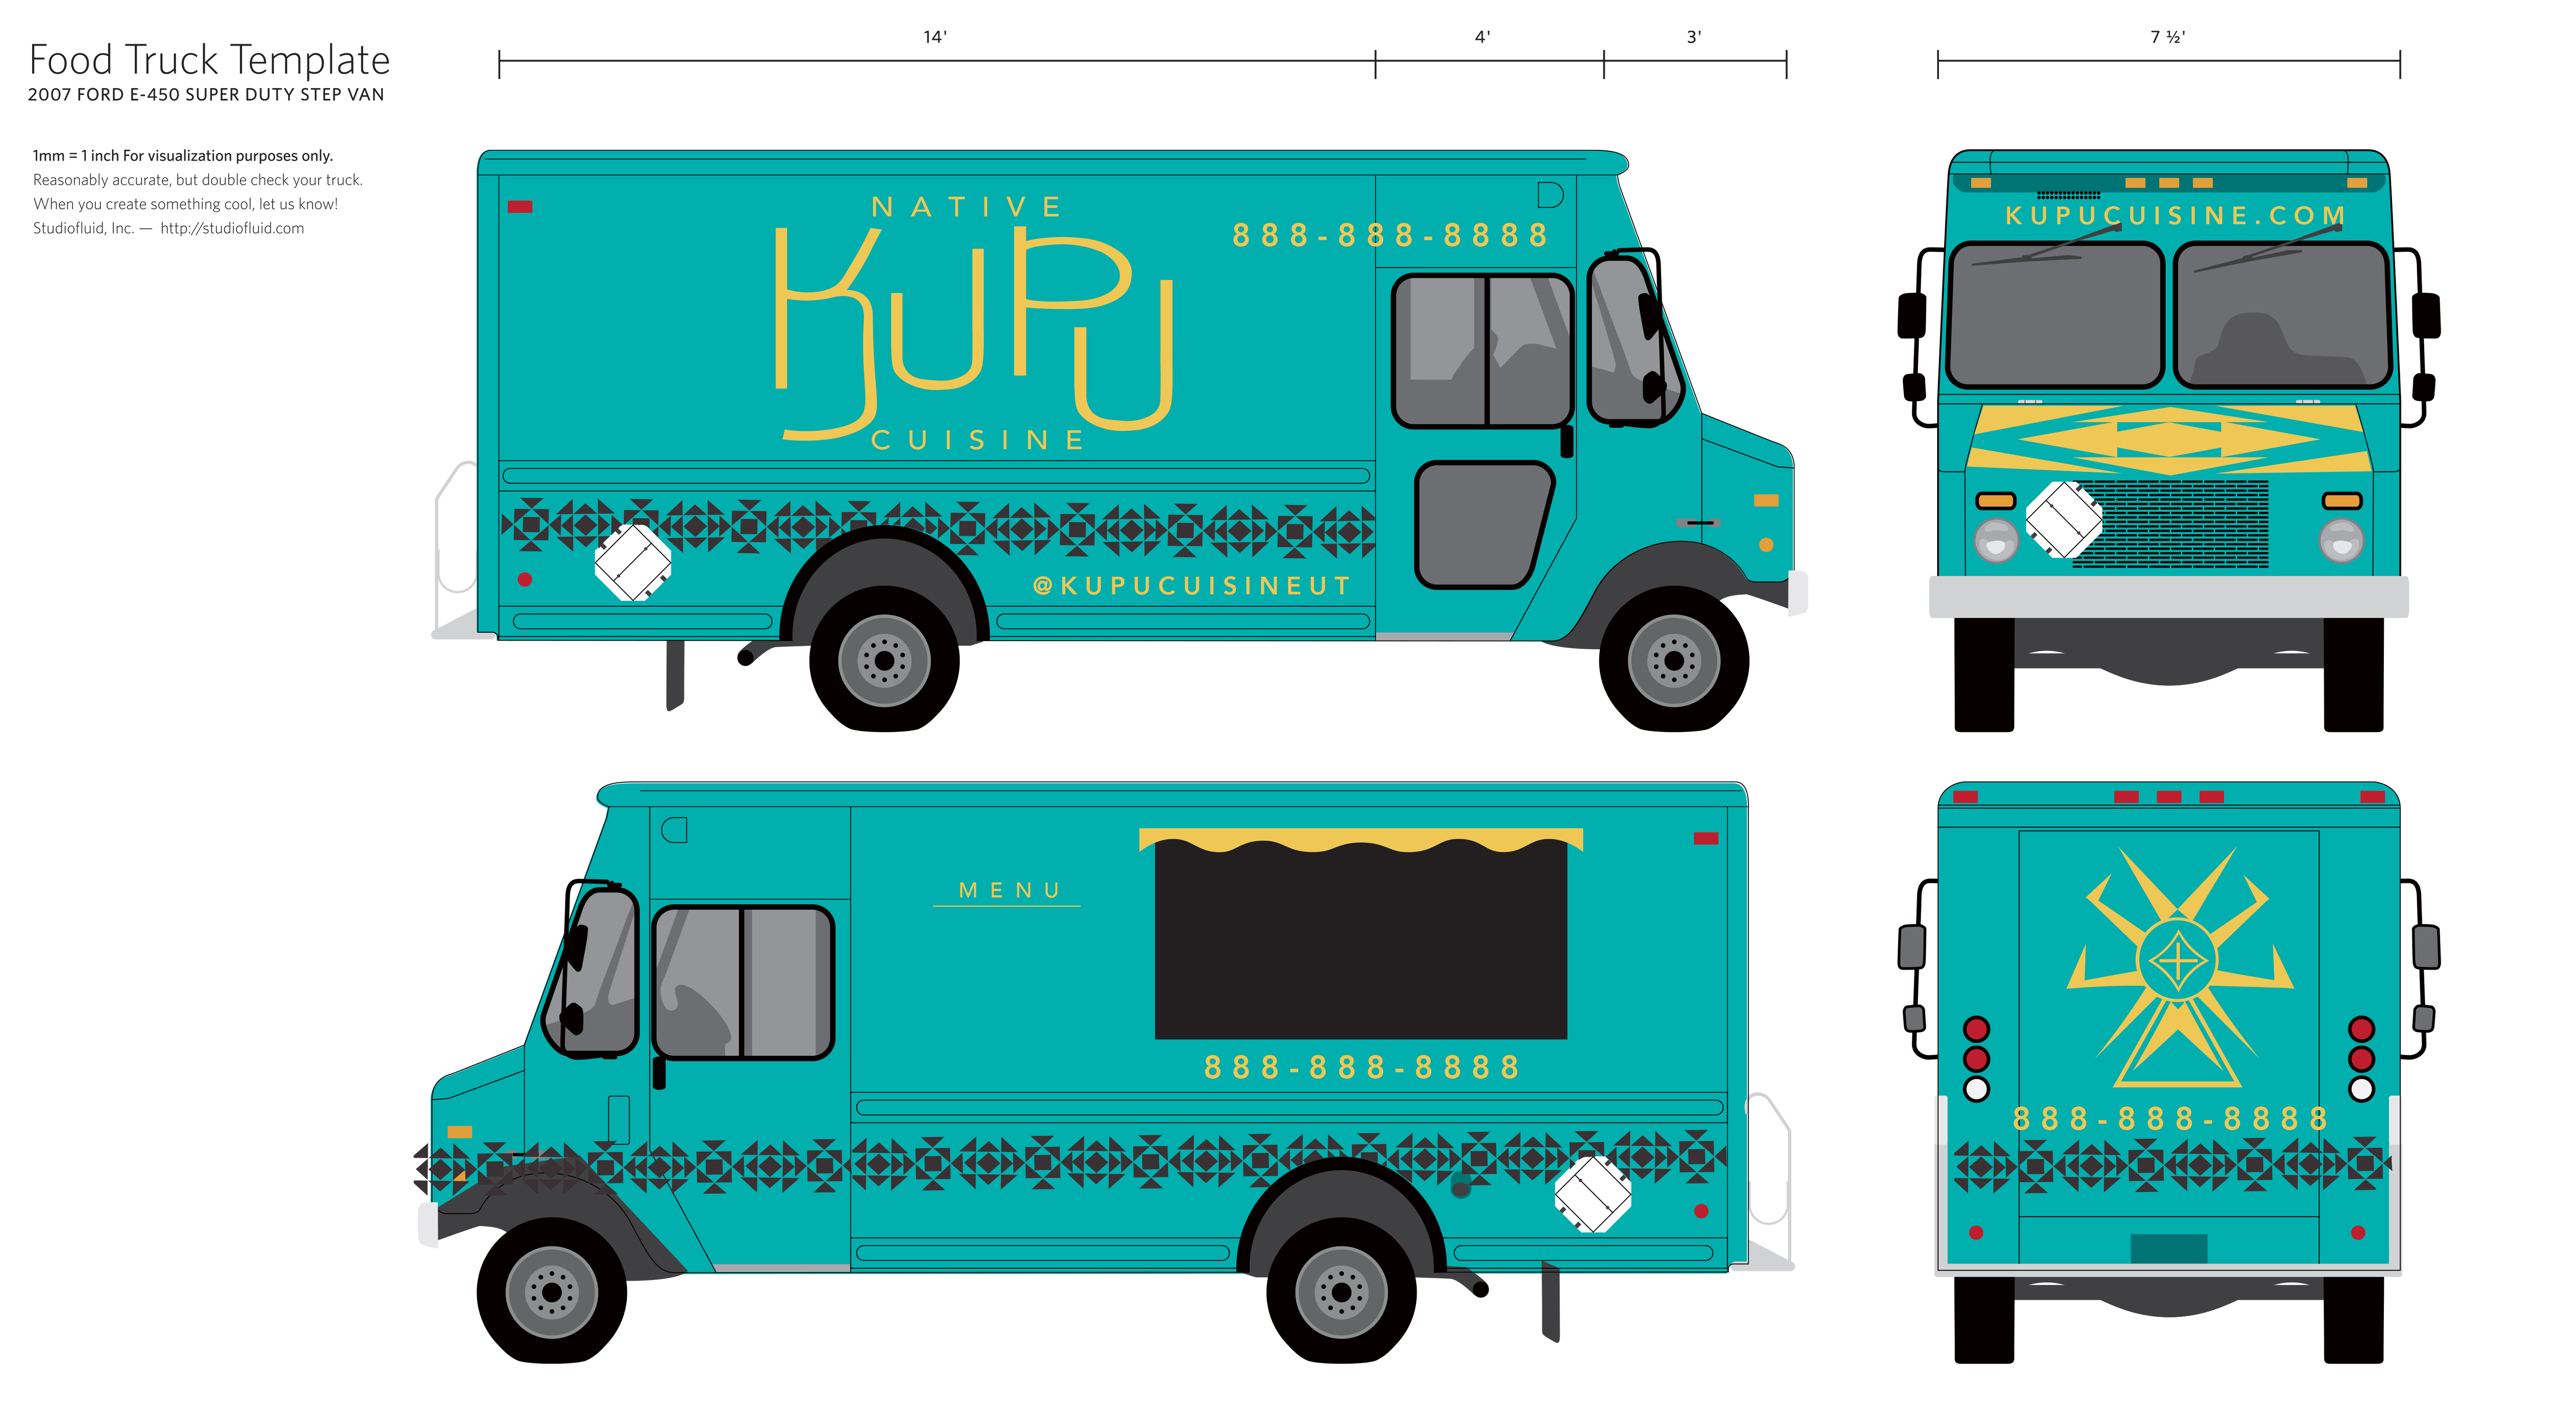 Food Truck Template
2007 FORD E-450 SUPER DUTY STEP VAN
1mm = 1 inch For visualization purposes only.
Reasonably accurate, but double check your truck.
When you create something cool, let us know!
Studiofluid, Inc. — http://studiofluid.com
14'
4'
3'
7 ½'
NATIVE
KUPU
CUISINE
888-888-8888
@KUPUCUISINEUT
KUPUCUISINE.COM
MENU
888-888-8888
888-888-8888